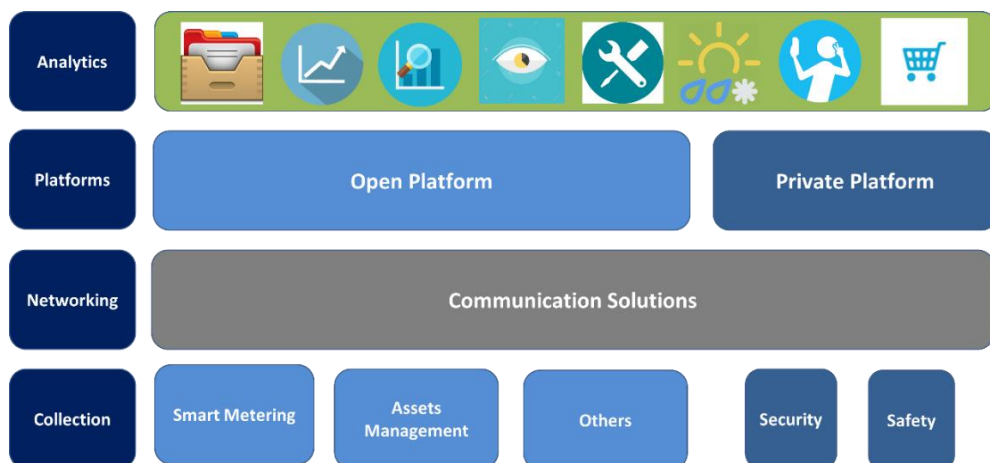 Analytics
Platforms
Open Platform
Private Platform
Networking
Communication Solutions
Collection
Smart Metering
Assets
Management
Others
Security
Safety